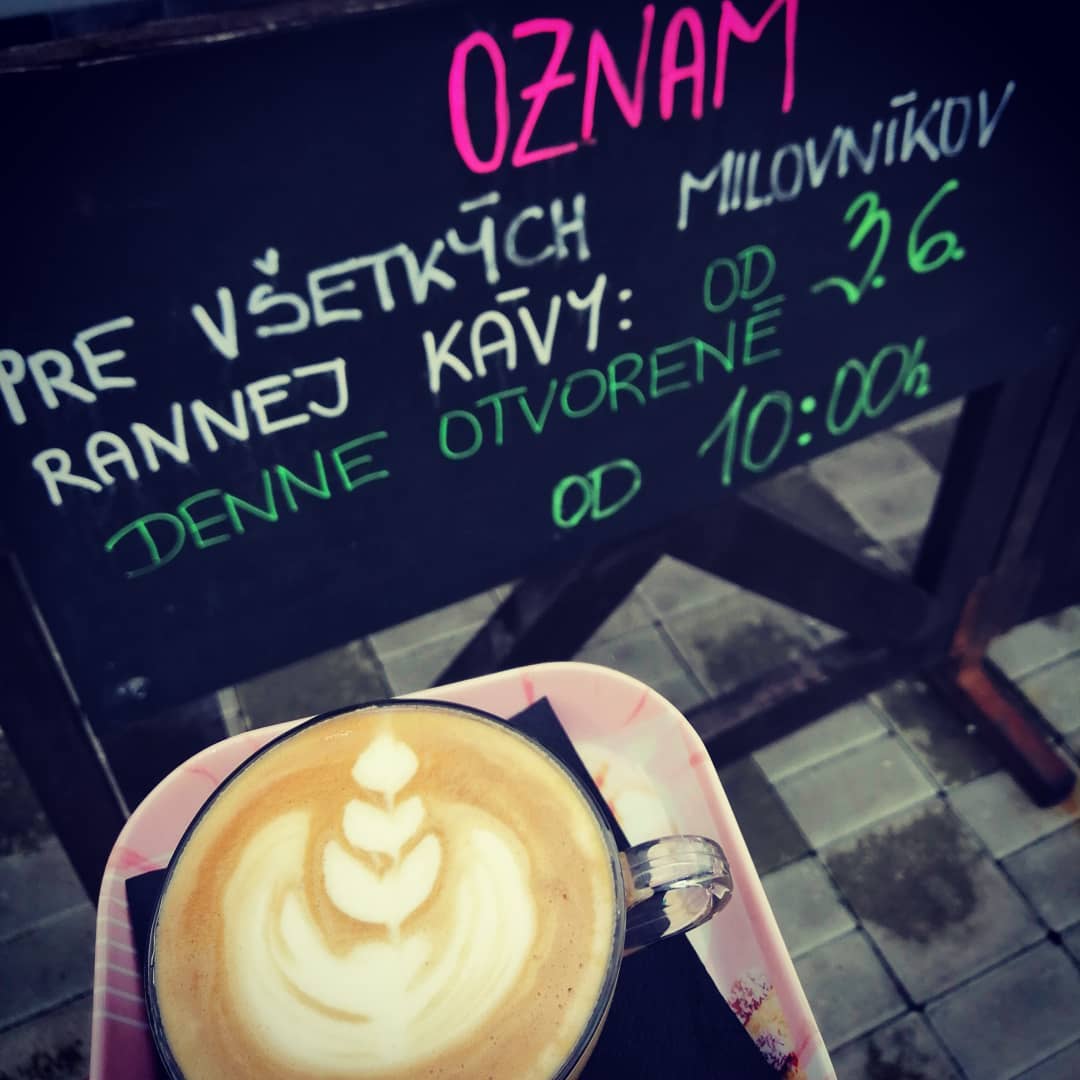 OZNAM
PRE VŠETKÝCH MILOVNÍKOV
RANNEJ KÁVY: OD 3.6.
DENNE OTVORENÉ
OD 10:00h